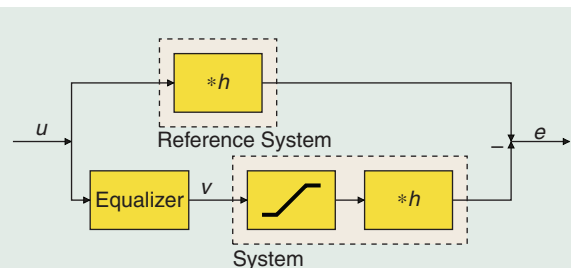 *h
u
Reference System
e
–
Equalizer
v
*h
System